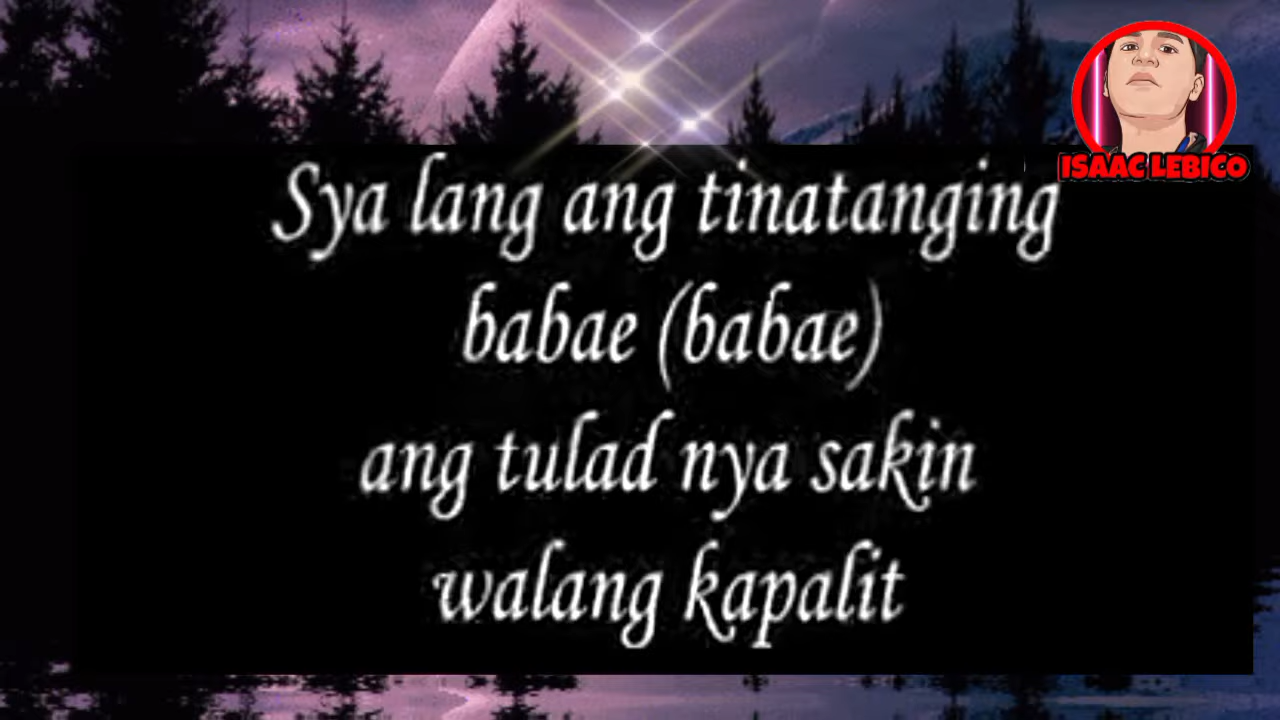 ISAAC LEBICO
Sya lang ang tinatanging
babae (babae)
ang tulad nya sakin
walang kapalit